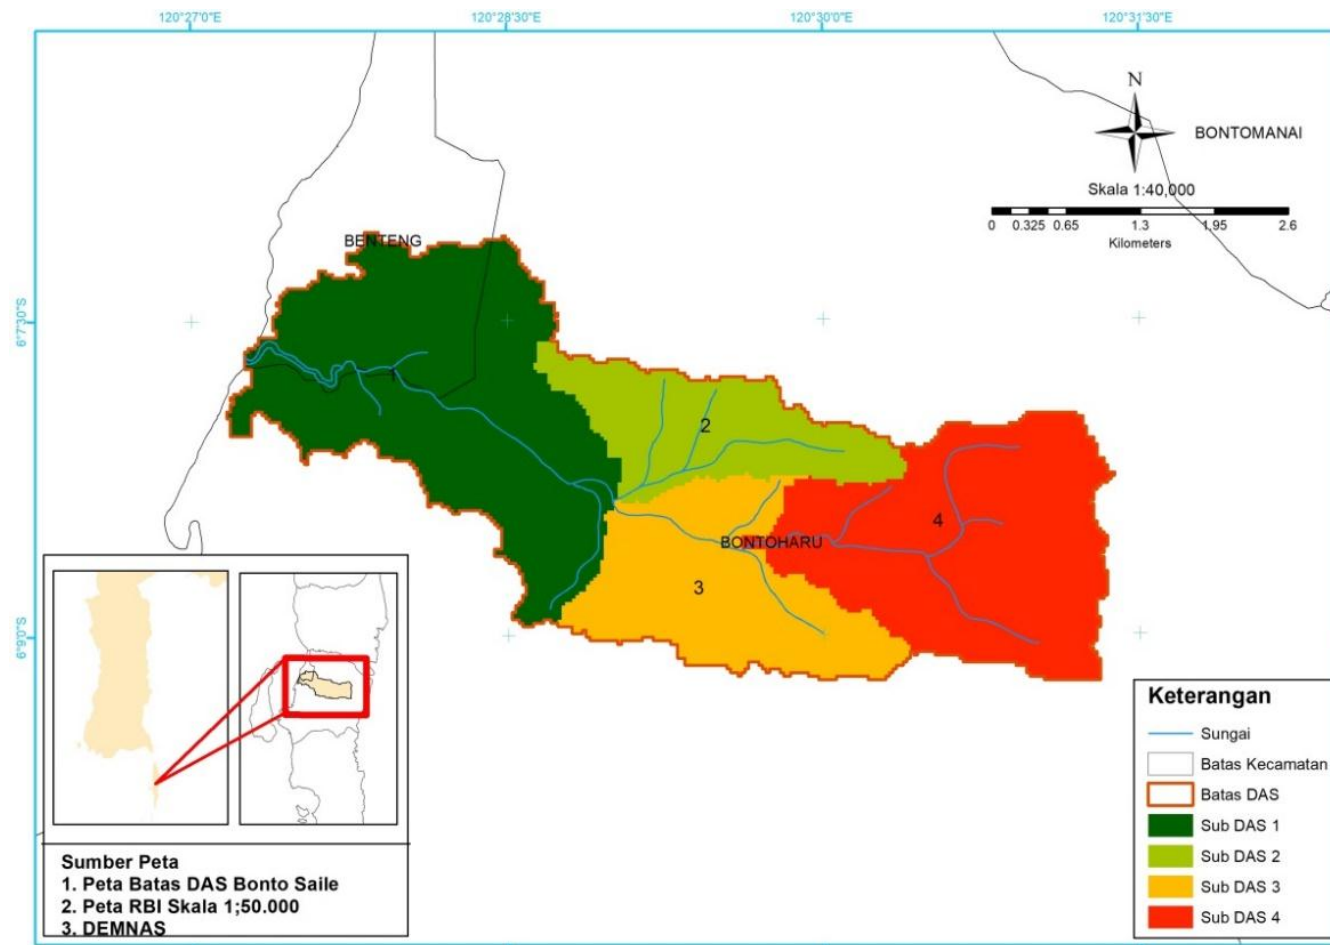 120°27'0"E
120°28'30"E
120°30'0"E
120°31'30"E
N
BONTOMANAI
Skala 1:40,000
0 0.325 0.65 1.3 1.95 2.6
Kilometers
BENTENG
6°7'30"S
1
2
4
BONTOHARU
3
6°9'0"S
Keterangan
Sungai
Batas Kecamatan
Batas DAS
Sub DAS 1
Sub DAS 2
Sub DAS 3
Sub DAS 4
Sumber Peta
1. Peta Batas DAS Bonto Saile
2. Peta RBI Skala 1;50.000
3. DEMNAS